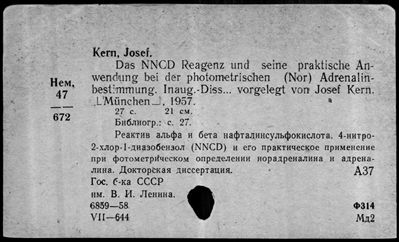 Kern, Josef.
Das NNCD Reagenz und seine praktische An-
wendung bei der photometrischen (Nor) Adrenalin-
Нем,
47
672
bestimmung. Inaug.-Diss... vorgelegt von Josef Kern.
[München], 1957.
27 с. 21 см.
Библиогр.: с. 27.
Реактив альфа и бета нафтадинсульфокислота. 4-нитро-
2-хлор-1-диазобензол (NNCD) и его практическое применение
при фотометрическом определении норадреналина и адрена-
лина. Докторская диссертация. А37
Гос. б-ка СССР
им. В. И. Ленина.
6859—58 Ф314
VII—644 Мд2